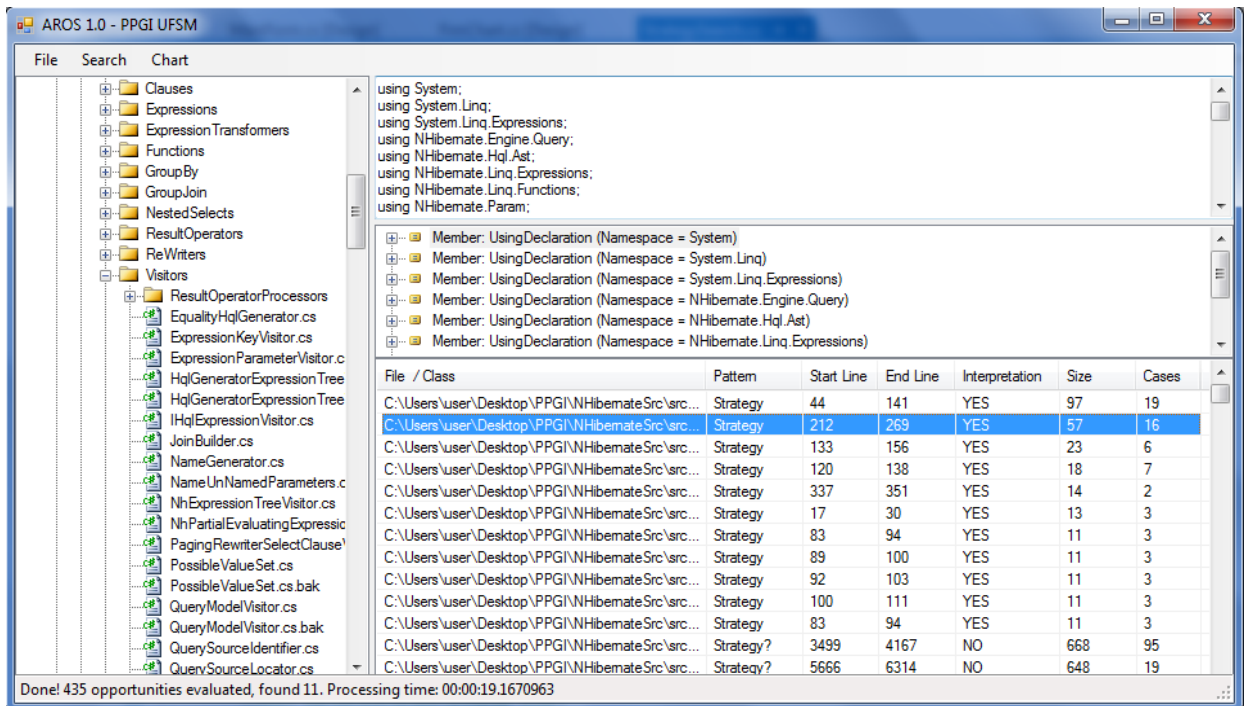 AROS 1.0 - PPGI UFSM
File Search Chart
Clauses
Expressions
ExpressionTransformers
Functions
GroupBy
GroupJoin
NestedSelects
ResultOperators
ReWriters
Visitors
ResultOperatorProcessors
EqualityHqlGenerator.cs
ExpressionKeyVisitor.cs
ExpressionParameterVisitor.c
HqlGeneratorExpressionTree
HqlGeneratorExpressionTree
IHqlExpressionVisitor.cs
JoinBuilder.cs
NameGenerator.cs
NameUnNamedParameters.c
NhExpressionTreeVisitor.cs
NhPartialEvaluatingExpressio
PagingRewriterSelectClause
PossibleValueSet.cs
PossibleValueSet.cs.bak
QueryModelVisitor.cs
QueryModelVisitor.cs.bak
QuerySourceIdentifier.cs
QuerySourceLocator.cs
using System;
using System.Linq;
using System.Linq.Expressions;
using NHibernate.Engine.Query;
using NHibernate.Hql.Ast;
using NHibernate.Linq.Expressions;
using NHibernate.Linq.Functions;
using NHibernate.Param;
Member: UsingDeclaration (Namespace = System)
Member: UsingDeclaration (Namespace = System.Linq)
Member: UsingDeclaration (Namespace = System.Linq.Expressions)
Member: UsingDeclaration (Namespace = NHibernate.Engine.Query)
Member: UsingDeclaration (Namespace = NHibernate.Hql.Ast)
Member: UsingDeclaration (Namespace = NHibernate.Linq.Expressions)
File / Class Pattern Start Line End Line Interpretation Size Cases
C:\Users\user\Desktop\PPGI\NHibernateSrc\src... Strategy 44 141 YES 97 19
C:\Users\user\Desktop\PPGI\NHibernateSrc\src... Strategy 212 269 YES 57 16
C:\Users\user\Desktop\PPGI\NHibernateSrc\src... Strategy 133 156 YES 23 6
C:\Users\user\Desktop\PPGI\NHibernateSrc\src... Strategy 120 138 YES 18 7
C:\Users\user\Desktop\PPGI\NHibernateSrc\src... Strategy 337 351 YES 14 2
C:\Users\user\Desktop\PPGI\NHibernateSrc\src... Strategy 17 30 YES 13 3
C:\Users\user\Desktop\PPGI\NHibernateSrc\src... Strategy 83 94 YES 11 3
C:\Users\user\Desktop\PPGI\NHibernateSrc\src... Strategy 89 100 YES 11 3
C:\Users\user\Desktop\PPGI\NHibernateSrc\src... Strategy 92 103 YES 11 3
C:\Users\user\Desktop\PPGI\NHibernateSrc\src... Strategy 100 111 YES 11 3
C:\Users\user\Desktop\PPGI\NHibernateSrc\src... Strategy 83 94 YES 11 3
C:\Users\user\Desktop\PPGI\NHibernateSrc\src... Strategy? 3499 4167 NO 668 95
C:\Users\user\Desktop\PPGI\NHibernateSrc\src... Strategy? 5666 6314 NO 648 19
Done! 435 opportunities evaluated, found 11. Processing time: 00:00:19.1670963